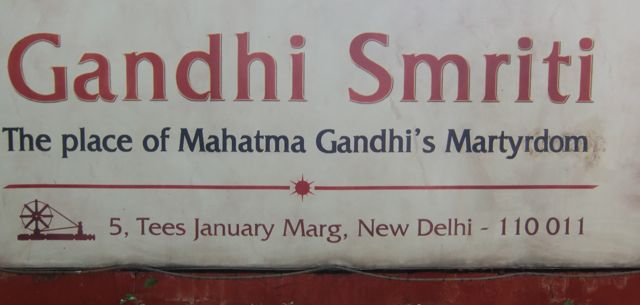 Gandhi Smriti
The place of Mahatma Gandhi's Martyrdom
5, Tees January Marg, New Delhi - 110 011